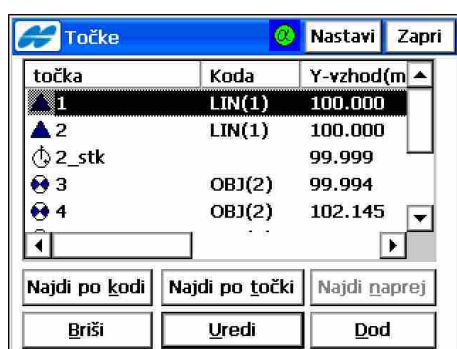 Točke α Nastavi Zapri
točka Koda Y-vzhod(m
1 LIN(1) 100.000
2 LIN(1) 100.000
2_stk 99.999
3 OBJ(2) 99.994
4 OBJ(2) 102.145
Najdi po kodi Najdi po točki Najdi naprej
Briši Uredi Dod